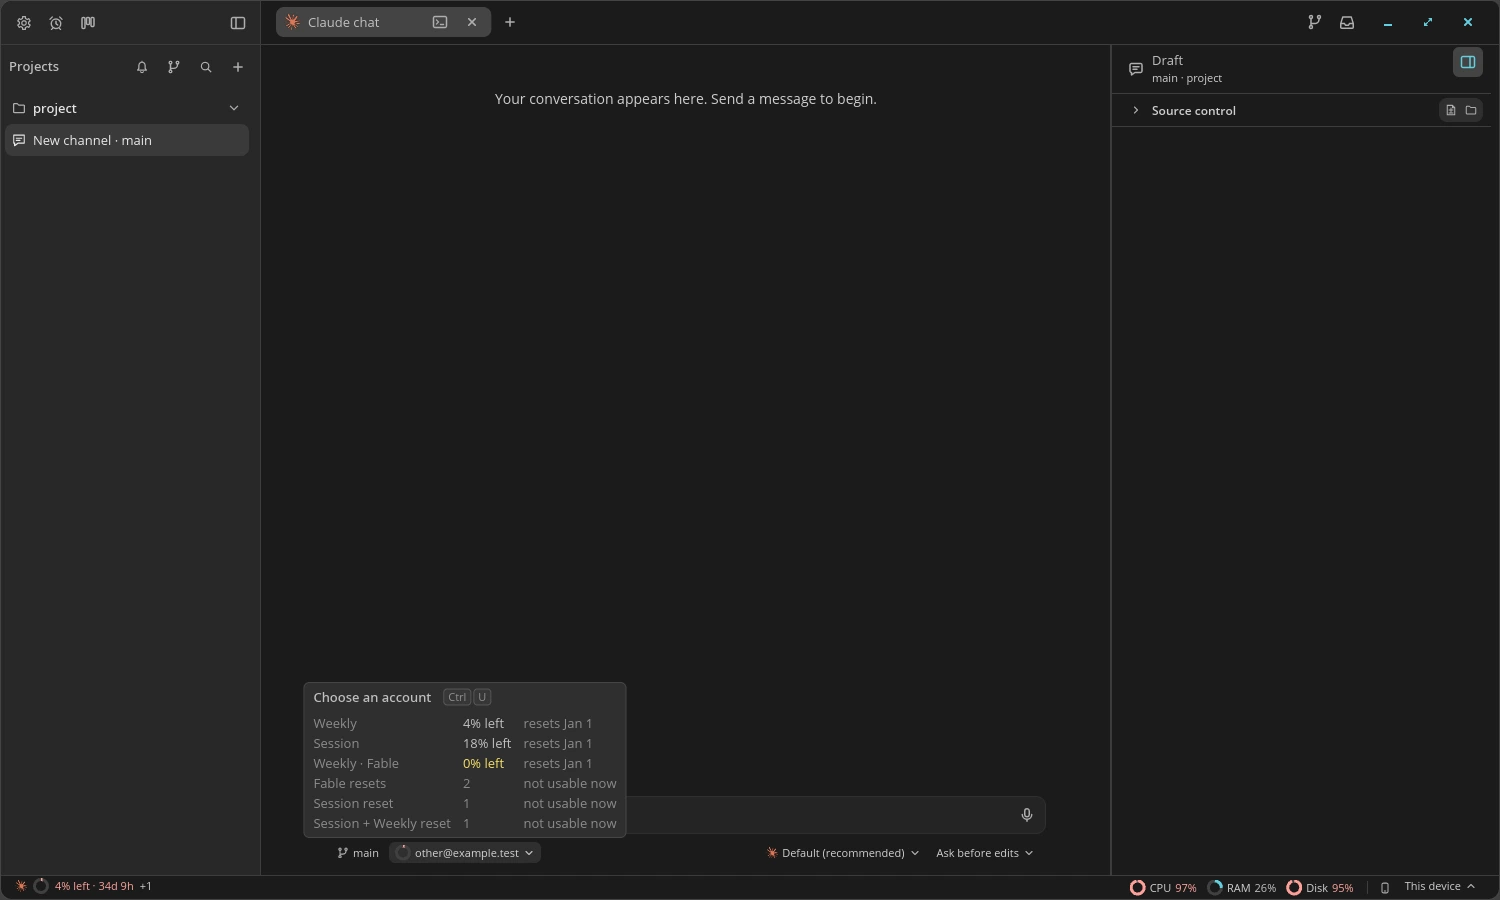 Claude chat
Projects
project
New channel · main
Your conversation appears here. Send a message to begin.
Draft
main · project
Source control
Choose an account Ctrl U
Weekly 4% left resets Jan 1
Session 18% left resets Jan 1
Weekly · Fable 0% left resets Jan 1
Fable resets 2 not usable now
Session reset 1 not usable now
Session + Weekly reset 1 not usable now
main other@example.test Default (recommended) Ask before edits
4% left · 34d 9h +1 CPU 97% RAM 26% Disk 95% This device